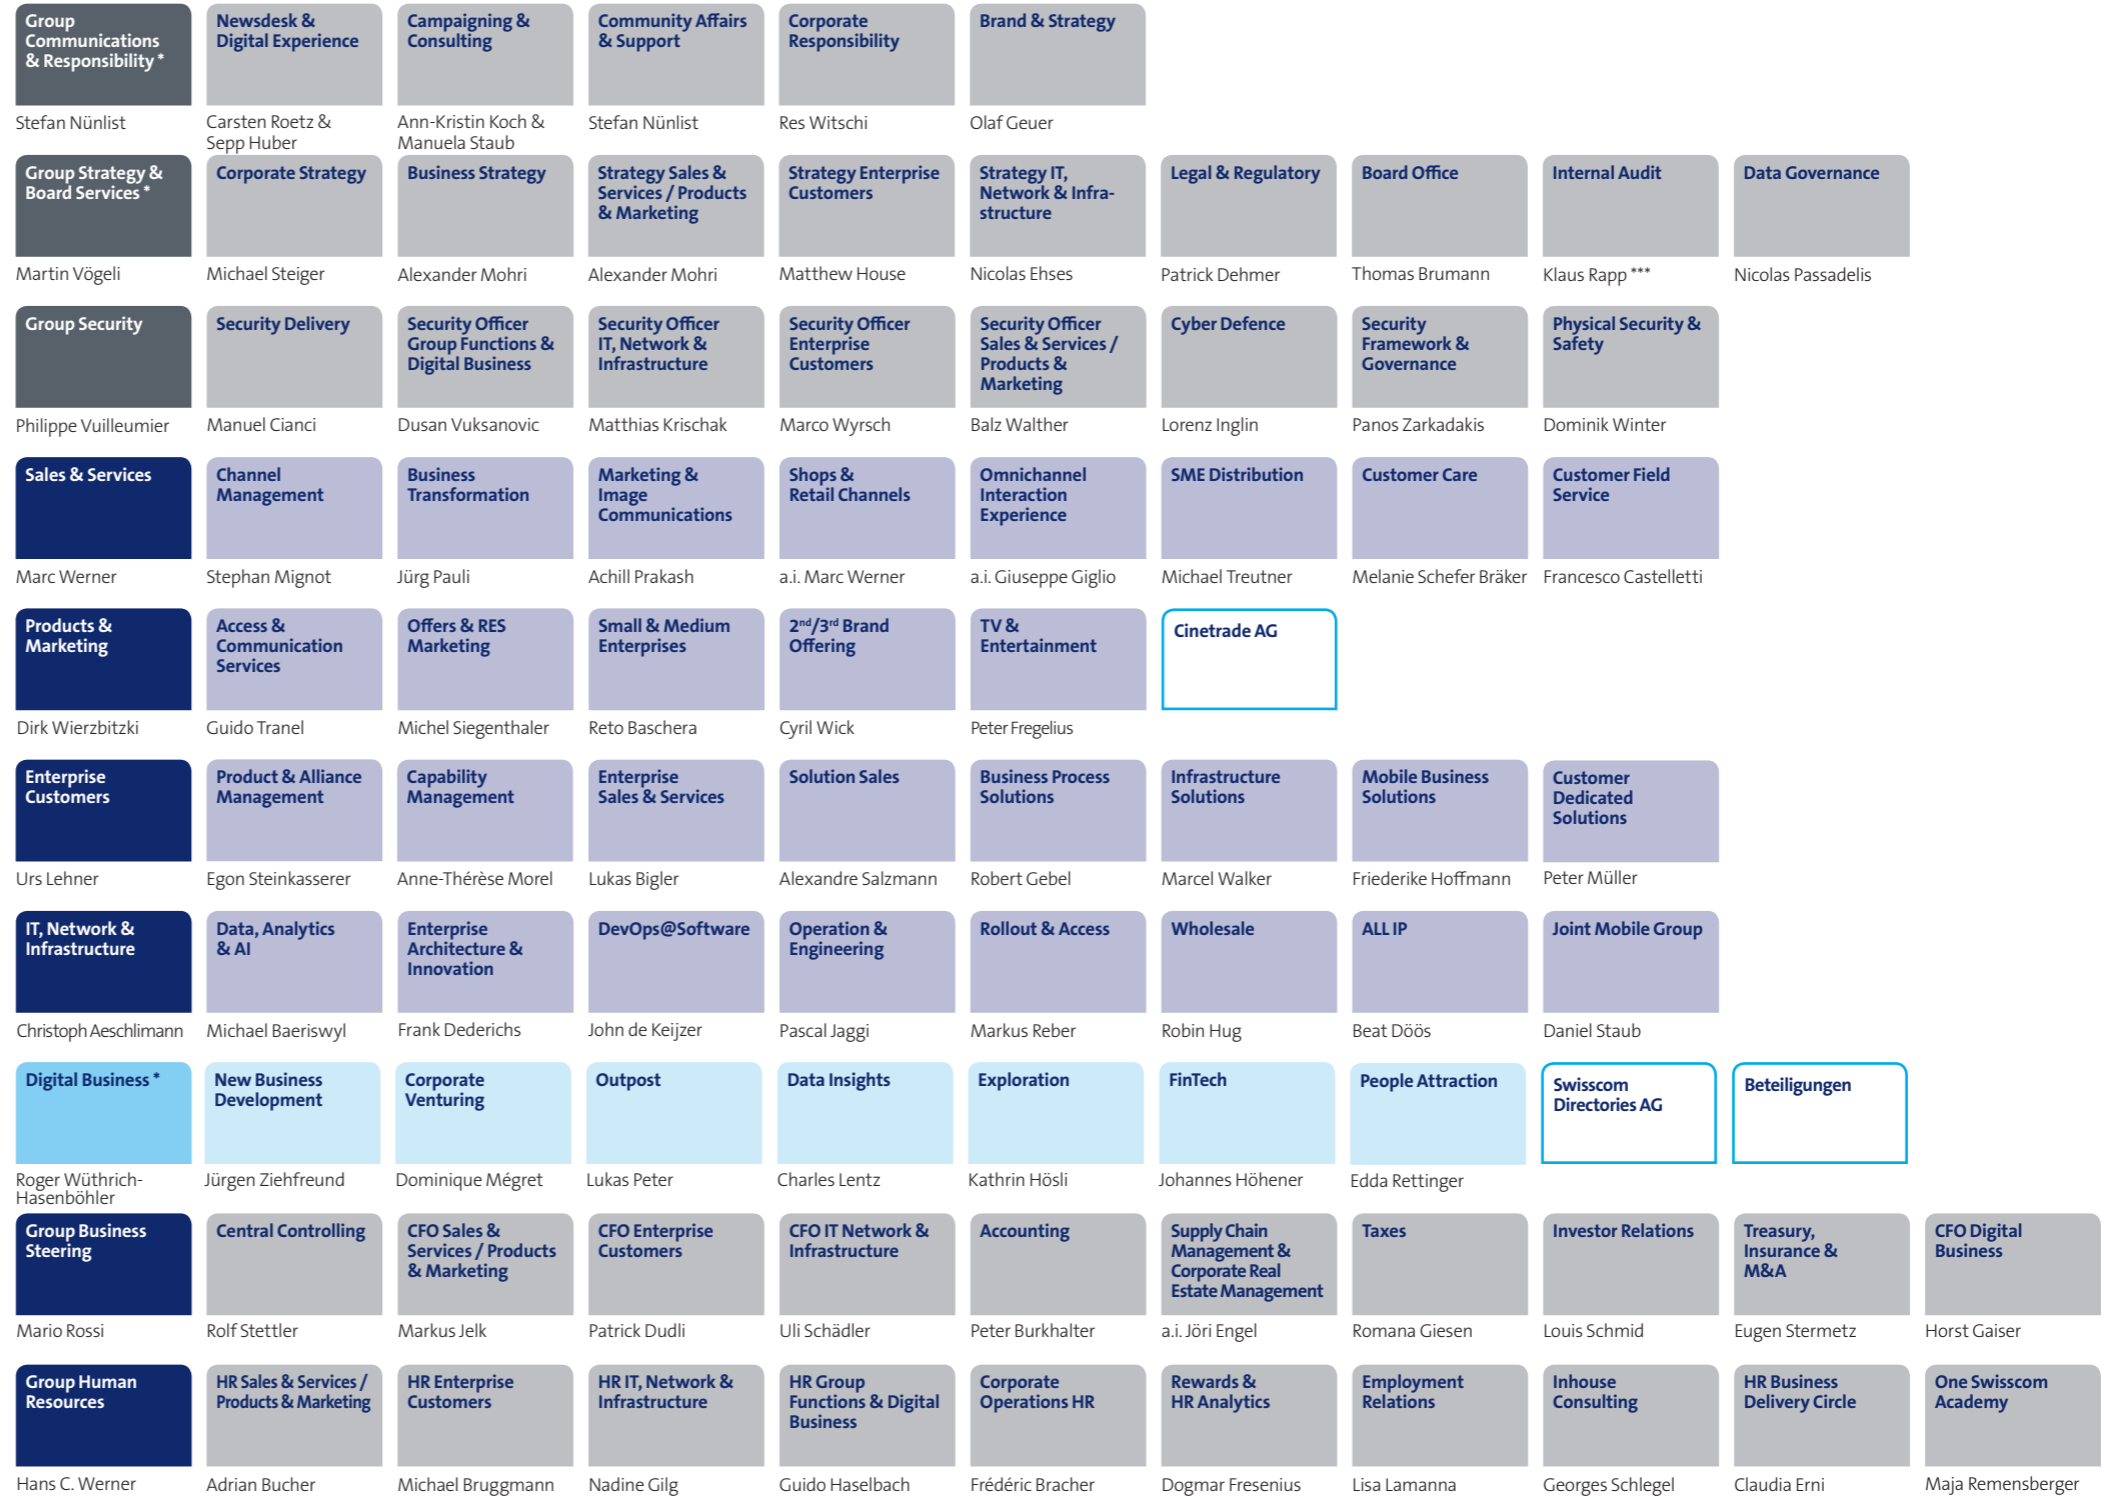 Group
Communications
& Responsibility *
Stefan Nünlist
Newsdesk &
Digital Experience
Carsten Roetz &
Sepp Huber
Campaigning &
Consulting
Ann-Kristin Koch &
Manuela Staub
Community Affairs
& Support
Stefan Nünlist
Corporate
Responsibility
Res Witschi
Brand & Strategy
Olaf Geuer
Group Strategy &
Board Services *
Martin Vögeli
Corporate Strategy
Michael Steiger
Business Strategy
Alexander Mohri
Strategy Sales &
Services / Products
& Marketing
Alexander Mohri
Strategy Enterprise
Customers
Matthew House
Strategy IT,
Network & Infra-
structure
Nicolas Ehses
Legal & Regulatory
Patrick Dehmer
Board Office
Thomas Brumann
Internal Audit
Klaus Rapp ***
Data Governance
Nicolas Passadelis
Group Security
Philippe Vuilleumier
Security Delivery
Manuel Cianci
Security Officer
Group Functions &
Digital Business
Dusan Vuksanovic
Security Officer
IT, Network &
Infrastructure
Matthias Krischak
Security Officer
Enterprise
Customers
Marco Wyrsch
Security Officer
Sales & Services /
Products &
Marketing
Balz Walther
Cyber Defence
Lorenz Inglin
Security
Framework &
Governance
Panos Zarkadakis
Physical Security &
Safety
Dominik Winter
Sales & Services
Marc Werner
Channel
Management
Stephan Mignot
Business
Transformation
Jürg Pauli
Marketing &
Image
Communications
Achill Prakash
Shops &
Retail Channels
a.i. Marc Werner
Omnichannel
Interaction
Experience
a.i. Giuseppe Giglio
SME Distribution
Michael Treutner
Customer Care
Melanie Schefer Bräker
Customer Field
Service
Francesco Castelletti
Products &
Marketing
Dirk Wierzbitzki
Access &
Communication
Services
Guido Tranel
Offers & RES
Marketing
Michel Siegenthaler
Small & Medium
Enterprises
Reto Baschera
2nd/3rd Brand
Offering
Cyril Wick
TV &
Entertainment
Peter Fregelius
Cinetrade AG
Enterprise
Customers
Urs Lehner
Product & Alliance
Management
Egon Steinkasserer
Capability
Management
Anne-Thérèse Morel
Enterprise
Sales & Services
Lukas Bigler
Solution Sales
Alexandre Salzmann
Business Process
Solutions
Robert Gebel
Infrastructure
Solutions
Marcel Walker
Mobile Business
Solutions
Friederike Hoffmann
Customer
Dedicated
Solutions
Peter Müller
IT, Network &
Infrastructure
Christoph Aeschlimann
Data, Analytics
& AI
Michael Baeriswyl
Enterprise
Architecture &
Innovation
Frank Dederichs
DevOps@Software
John de Keijzer
Operation &
Engineering
Pascal Jaggi
Rollout & Access
Markus Reber
Wholesale
Robin Hug
ALL IP
Beat Döös
Joint Mobile Group
Daniel Staub
Digital Business *
Roger Wüthrich-
Hasenböhler
New Business
Development
Jürgen Ziehfreund
Corporate
Venturing
Dominique Mégret
Outpost
Lukas Peter
Data Insights
Charles Lentz
Exploration
Kathrin Hösli
FinTech
Johannes Höhener
People Attraction
Edda Rettinger
Swisscom
Directories AG
Beteiligungen
Group Business
Steering
Mario Rossi
Central Controlling
Rolf Stettler
CFO Sales &
Services / Products
& Marketing
Markus Jelk
CFO Enterprise
Customers
Patrick Dudli
CFO IT Network &
Infrastructure
Uli Schädler
Accounting
Peter Burkhalter
Supply Chain
Management &
Corporate Real
Estate Management
a.i. Jöri Engel
Taxes
Romana Giesen
Investor Relations
Louis Schmid
Treasury,
Insurance &
M&A
Eugen Stermetz
CFO Digital
Business
Horst Gaiser
Group Human
Resources
Hans C. Werner
HR Sales & Services /
Products & Marketing
Adrian Bucher
HR Enterprise
Customers
Michael Bruggmann
HR IT, Network &
Infrastructure
Nadine Gilg
HR Group
Functions & Digital
Business
Guido Haselbach
Corporate
Operations HR
Frédéric Bracher
Rewards &
HR Analytics
Dogmar Fresenius
Employment
Relations
Lisa Lamanna
Inhouse
Consulting
Georges Schlegel
HR Business
Delivery Circle
Claudia Erni
One Swisscom
Academy
Maja Remensberger